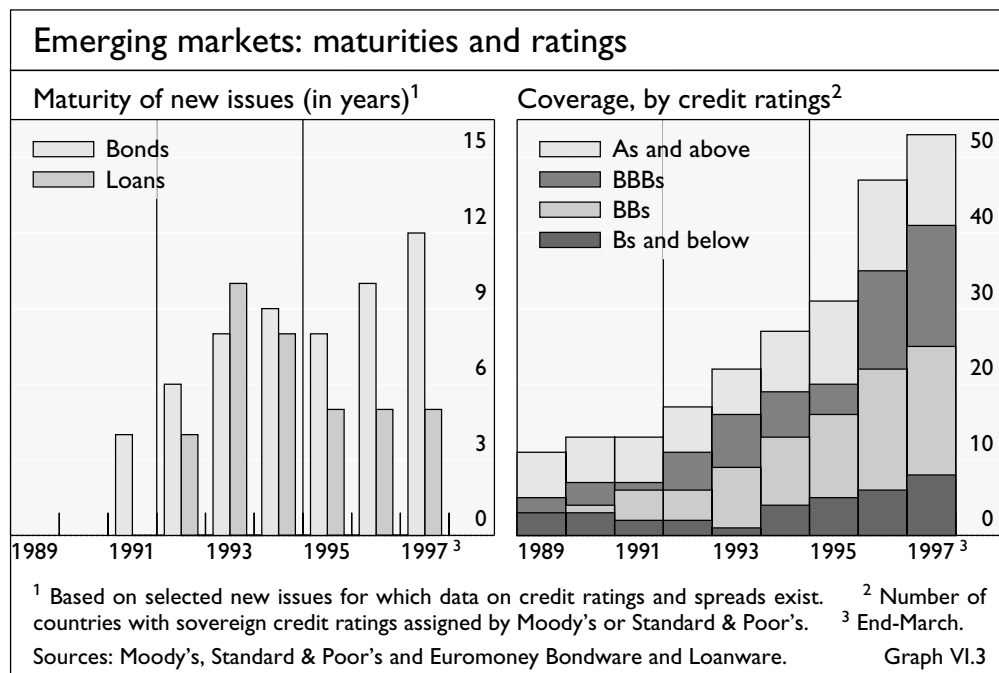 Emerging markets: maturities and ratings
Maturity of new issues (in years)1
Bonds
Loans
15
12
9
6
3
0
1989
1991
1993
1995
1997 3
Coverage, by credit ratings2
As and above
BBBs
BBs
Bs and below
50
40
30
20
10
0
1989
1991
1993
1995
1997 3
1 Based on selected new issues for which data on credit ratings and spreads exist. 2 Number of
countries with sovereign credit ratings assigned by Moody's or Standard & Poor's. 3 End-March.
Sources: Moody's, Standard & Poor's and Euromoney Bondware and Loanware. Graph VI.3